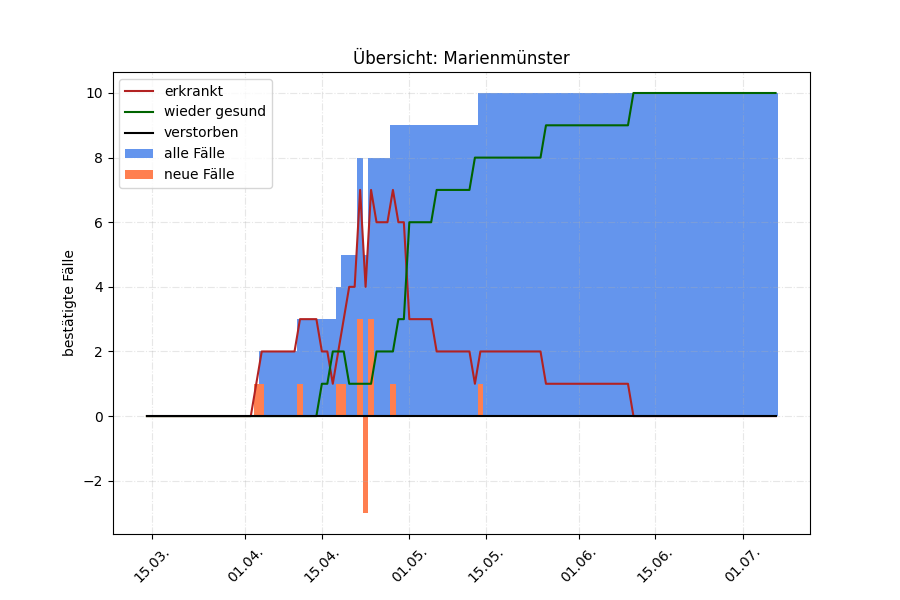 Übersicht: Marienmünster
erkrankt
wieder gesund
verstorben
alle Fälle
neue Fälle
bestätigte Fälle
10
8
6
4
2
0
−2
15.03.
01.04.
15.04.
01.05.
15.05.
01.06.
15.06.
01.07.